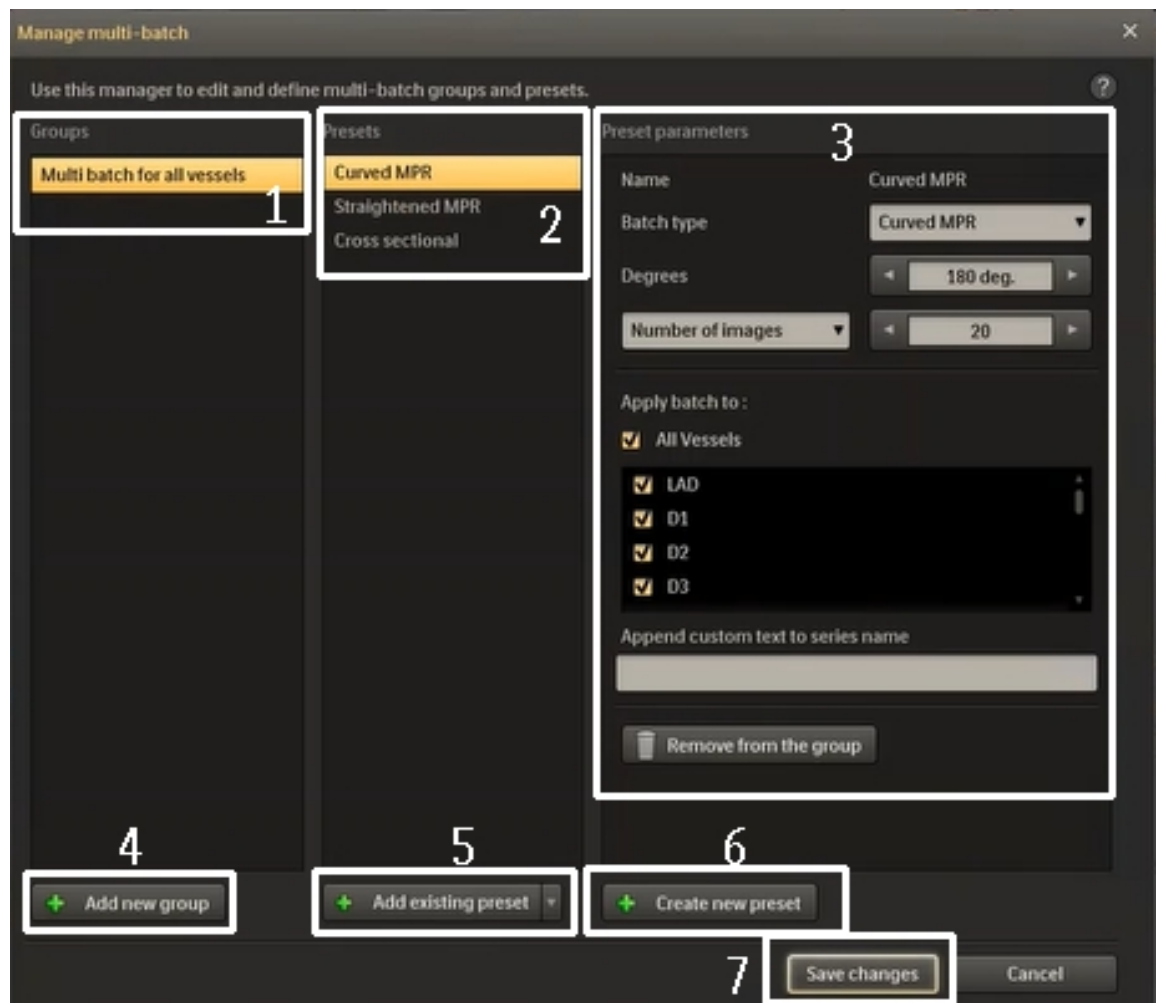 Manage multi-batch
Use this manager to edit and define multi-batch groups and presets.
?
Groups
Multi batch for all vessels
1
Presets
Curved MPR
Straightened MPR
Cross sectional
2
Preset parameters
3
Name Curved MPR
Batch type Curved MPR
Degrees 180 deg.
Number of images 20
Apply batch to :
All Vessels
LAD
D1
D2
D3
Append custom text to series name
Remove from the group
4 5 6
Add new group Add existing preset Create new preset
7 Save changes Cancel